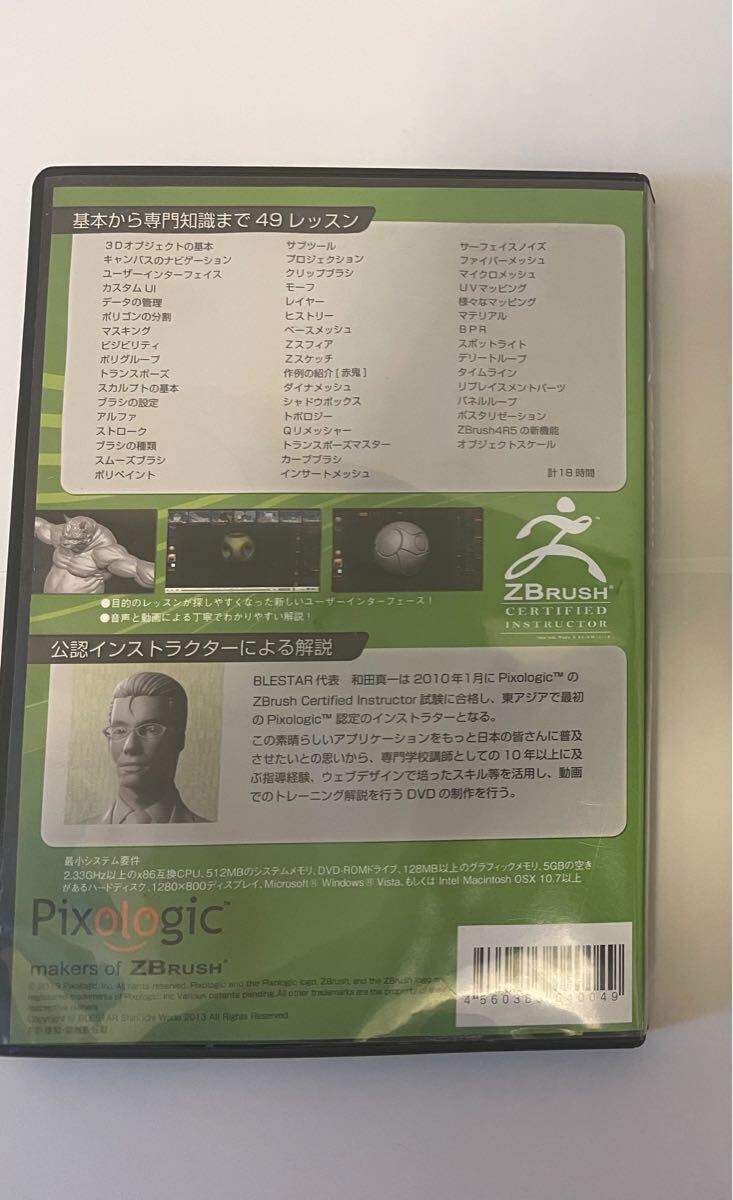 基本から専門知識まで 49 レッスン
3Dオブジェクトの基本
キャンバスのナビゲーション
ユーザーインターフェイス
カスタム UI
データの管理
ポリゴンの分割
マスキング
ビジビリティ
ポリグループ
トランスポーズ
スカルプトの基本
ブラシの設定
アルファ
ストローク
ブラシの種類
スムーズブラシ
ポリペイント
サブツール
プロジェクション
クリップブラシ
モーフ
レイヤー
ヒストリー
ベースメッシュ
Zスフィア
Zスケッチ
作例の紹介 [ 赤鬼 ]
ダイナメッシュ
シャドウボックス
トポロジー
Qリメッシャー
トランスポーズマスター
カーブブラシ
インサートメッシュ
サーフェイスノイズ
ファイバーメッシュ
マイクロメッシュ
UVマッピング
様々なマッピング
マテリアル
BPR
スポットライト
デリートループ
タイムライン
リプレイスメントパーツ
パネルループ
ポスタリゼーション
ZBrush4R5 の新機能
オブジェクトスケール
計18時間
●目的のレッスンが探しやすくなった新しいユーザーインターフェース！
●音声と動画による丁寧でわかりやすい解説！
ZBRUSH®
CERTIFIED
INSTRUCTOR
公認インストラクターによる解説
BLESTAR 代表　和田真一は 2010 年1月に Pixologic™ の
ZBrush Certified Instructor 試験に合格し、東アジアで最初
の Pixologic™ 認定のインストラターとなる。
この素晴らしいアプリケーションをもっと日本の皆さんに普及
させたいとの思いから、専門学校講師としての 10 年以上に及
ぶ指導経験、ウェブデザインで培ったスキル等を活用し、動画
でのトレーニング解説を行う DVD の制作を行う。
最小システム要件
2.33GHz以上のx86互換CPU、512MBのシステムメモリ、DVD-ROMドライブ、128MB以上のグラフィックメモリ、5GBの空き
があるハードディスク、1280×800ディスプレイ、Microsoft® Windows® Vista、もしくは Intel Macintosh OSX 10.7以上
Pixologic™
makers of ZBRUSH®
© 2013 Pixologic, Inc. All rights reserved. Pixologic and the Pixologic logo, ZBrush, and the ZBrush logo
registered trademarks of Pixologic, Inc. Various patents pending. All other trademarks are the property of
respective owners.
Copyright © BLESTAR Shin-ichi Wada 2013 All Rights Reserved.